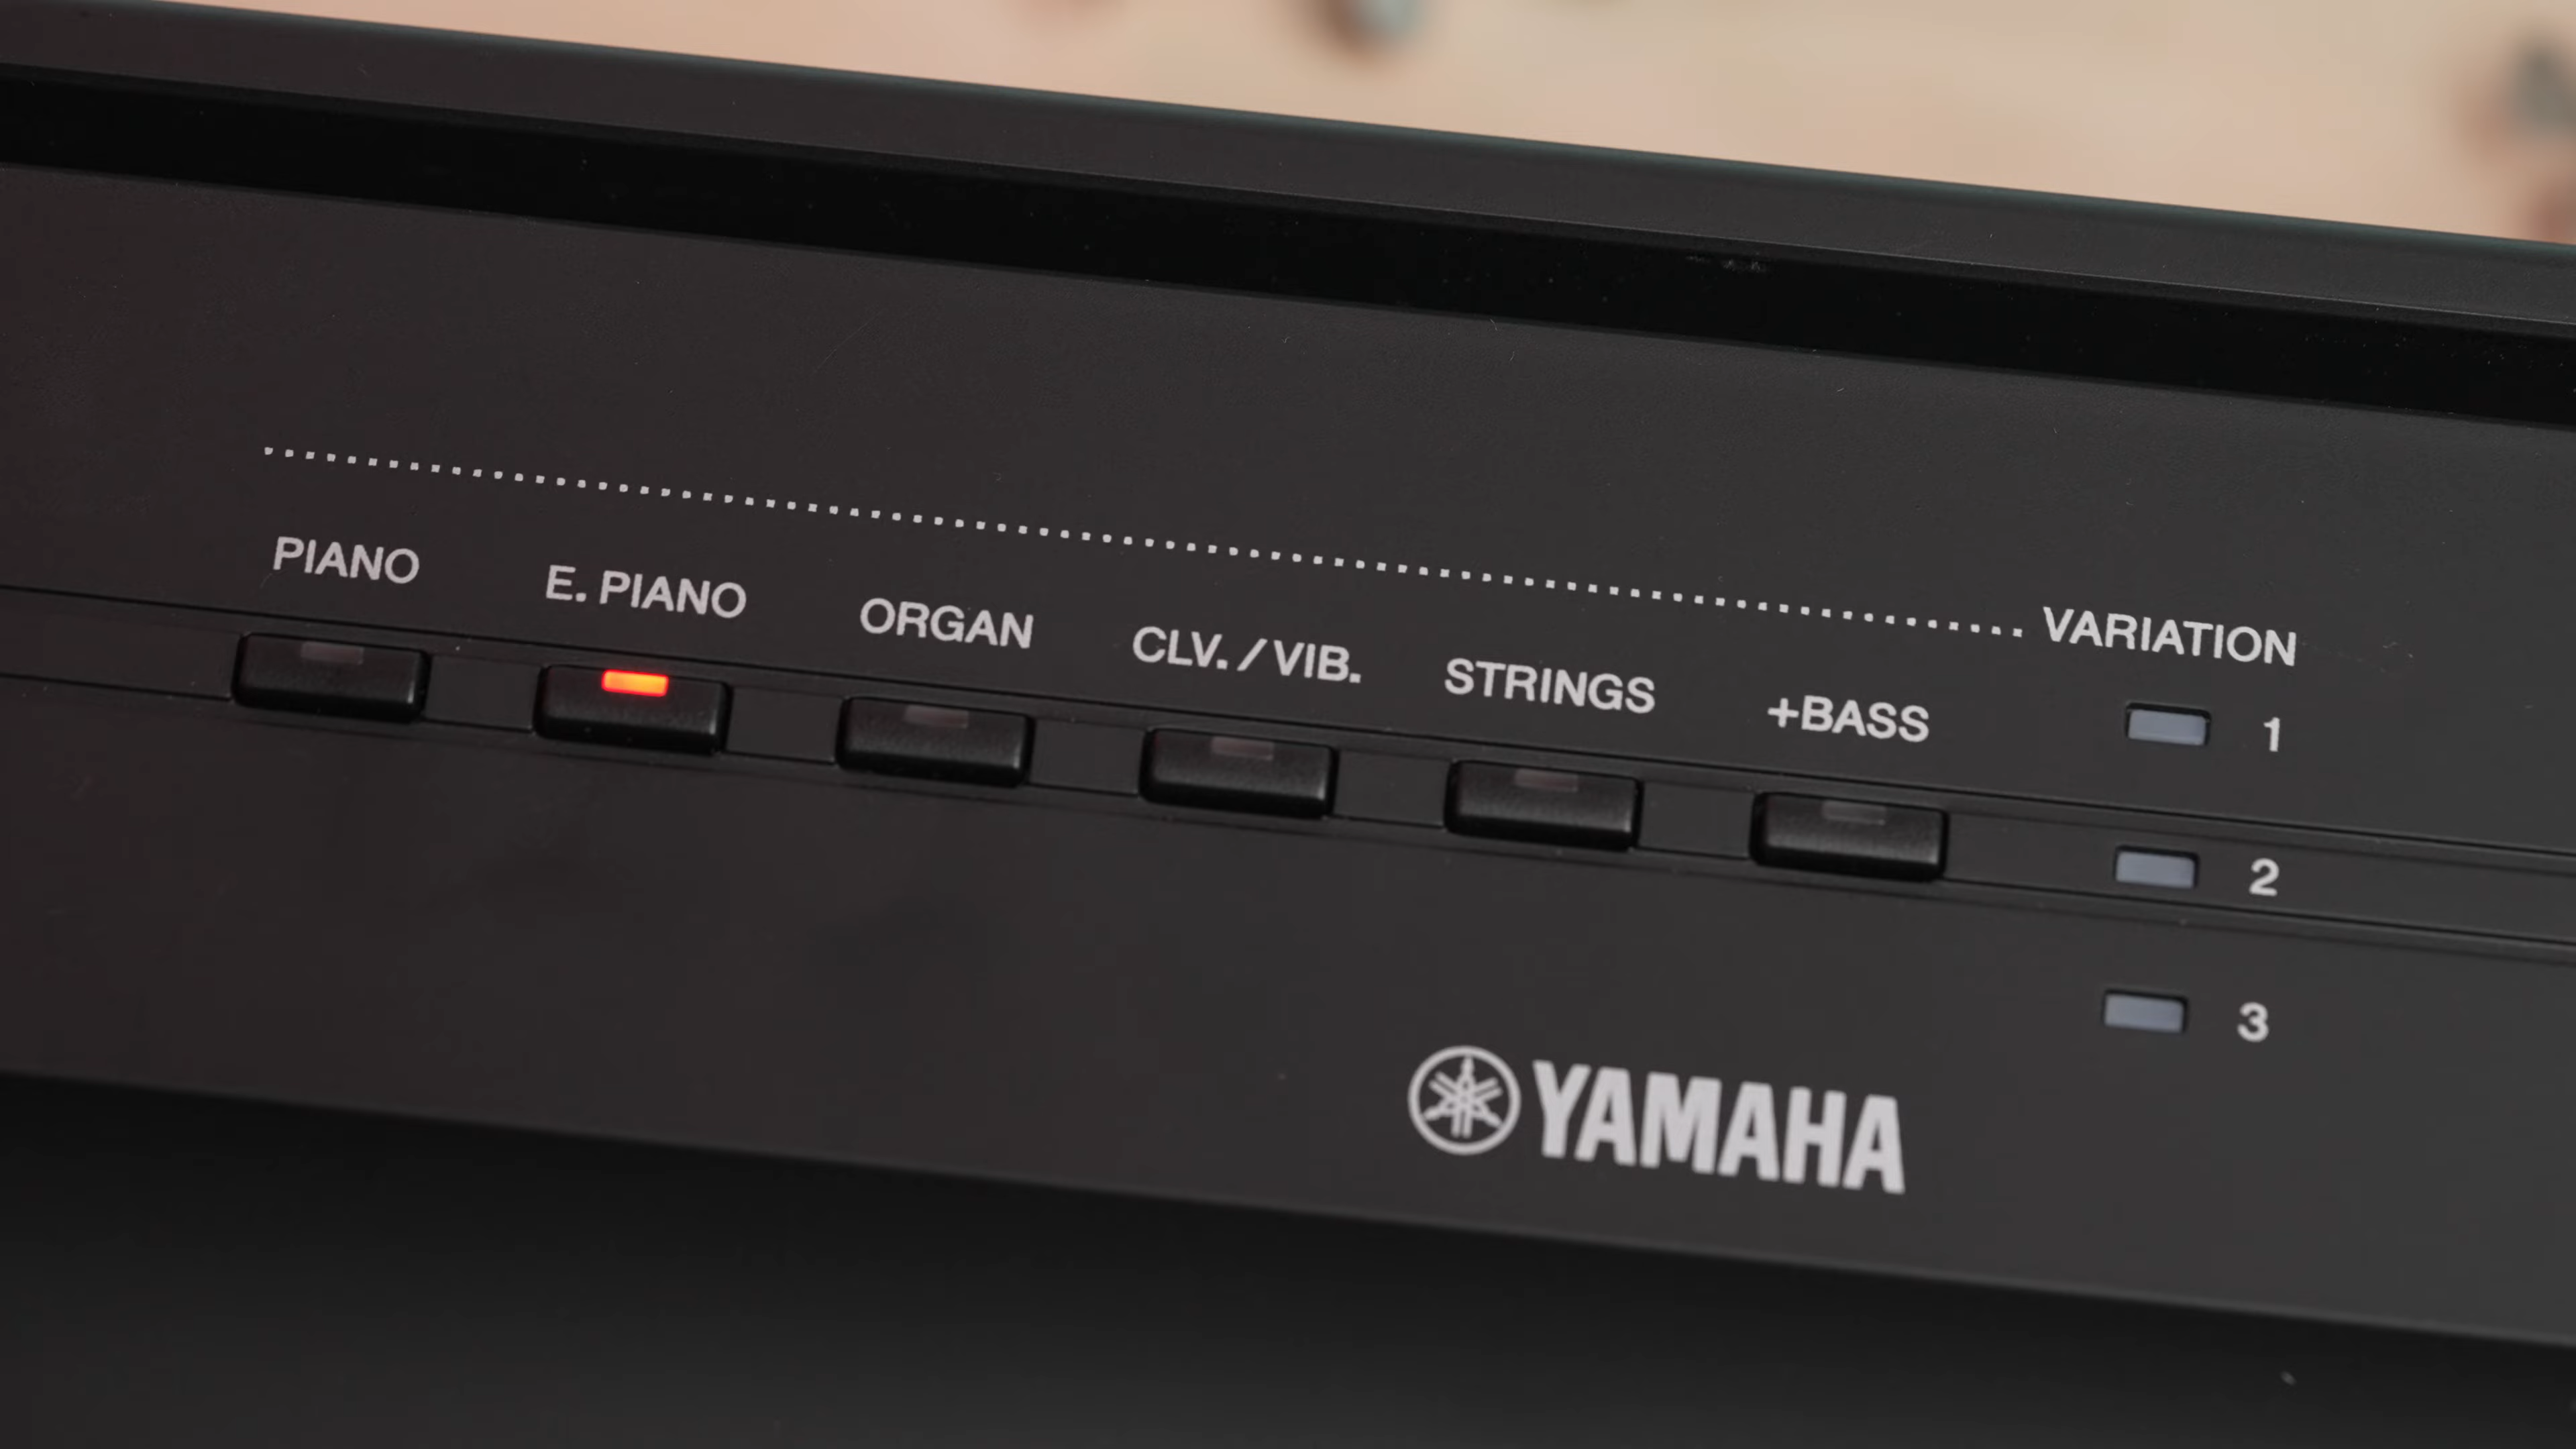 PIANO
E. PIANO
ORGAN
CLV. / VIB.
STRINGS
+BASS
VARIATION
1
2
3
YAMAHA